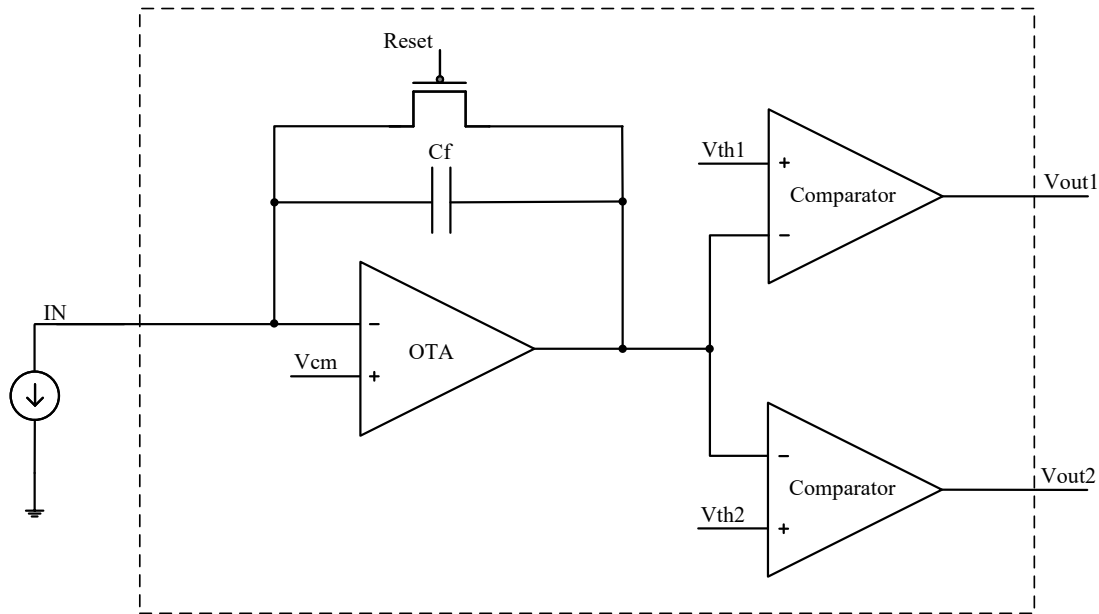 Reset
Cf
Vth1
+
Comparator
−
Vout1
IN
−
OTA
Vcm
+
−
Comparator
Vout2
Vth2
+